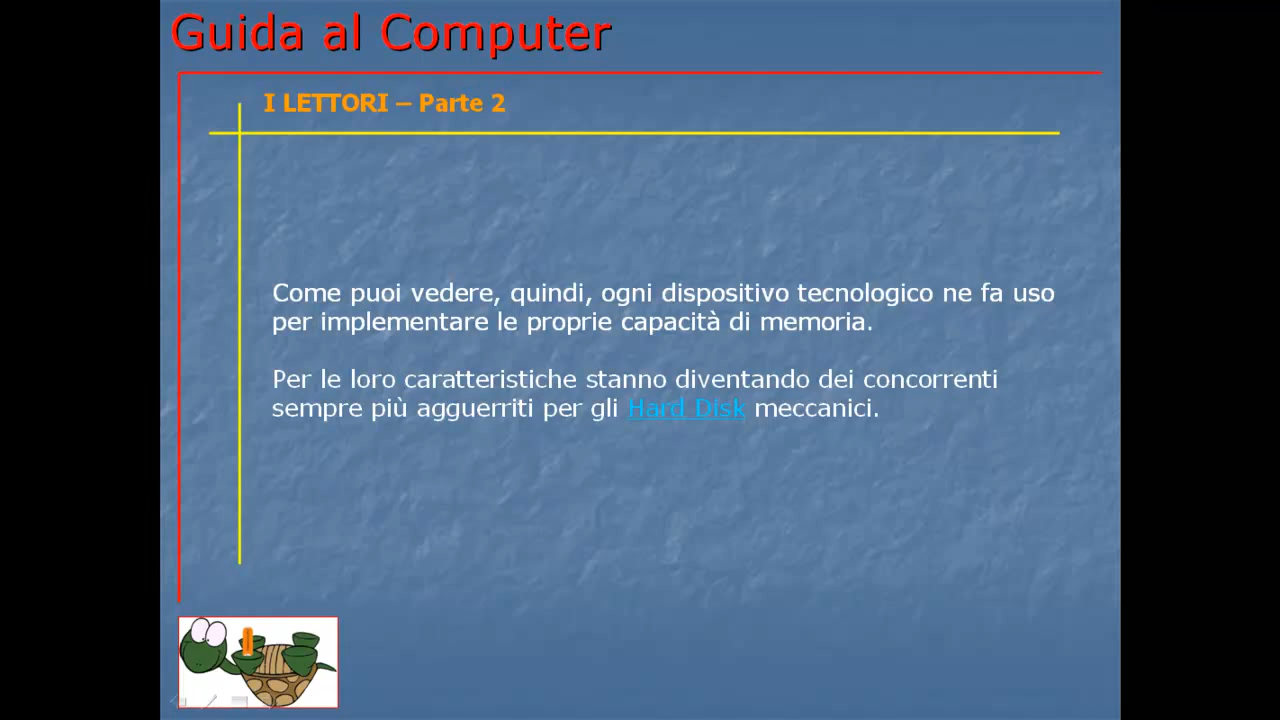 Guida al Computer
I LETTORI – Parte 2
Come puoi vedere, quindi, ogni dispositivo tecnologico ne fa uso
per implementare le proprie capacità di memoria.
Per le loro caratteristiche stanno diventando dei concorrenti
sempre più agguerriti per gli Hard Disk meccanici.